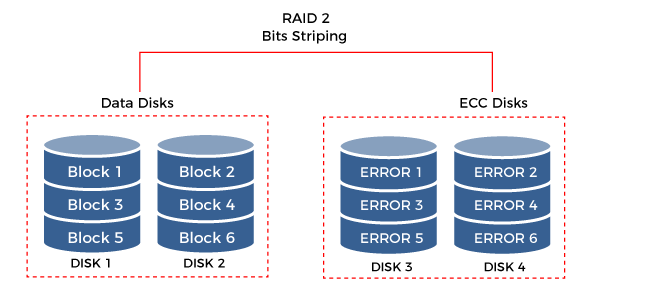 RAID 2
Bits Striping
Data Disks
ECC Disks
Block 1
Block 2
ERROR 1
ERROR 2
Block 3
Block 4
ERROR 3
ERROR 4
Block 5
Block 6
ERROR 5
ERROR 6
DISK 1
DISK 2
DISK 3
DISK 4